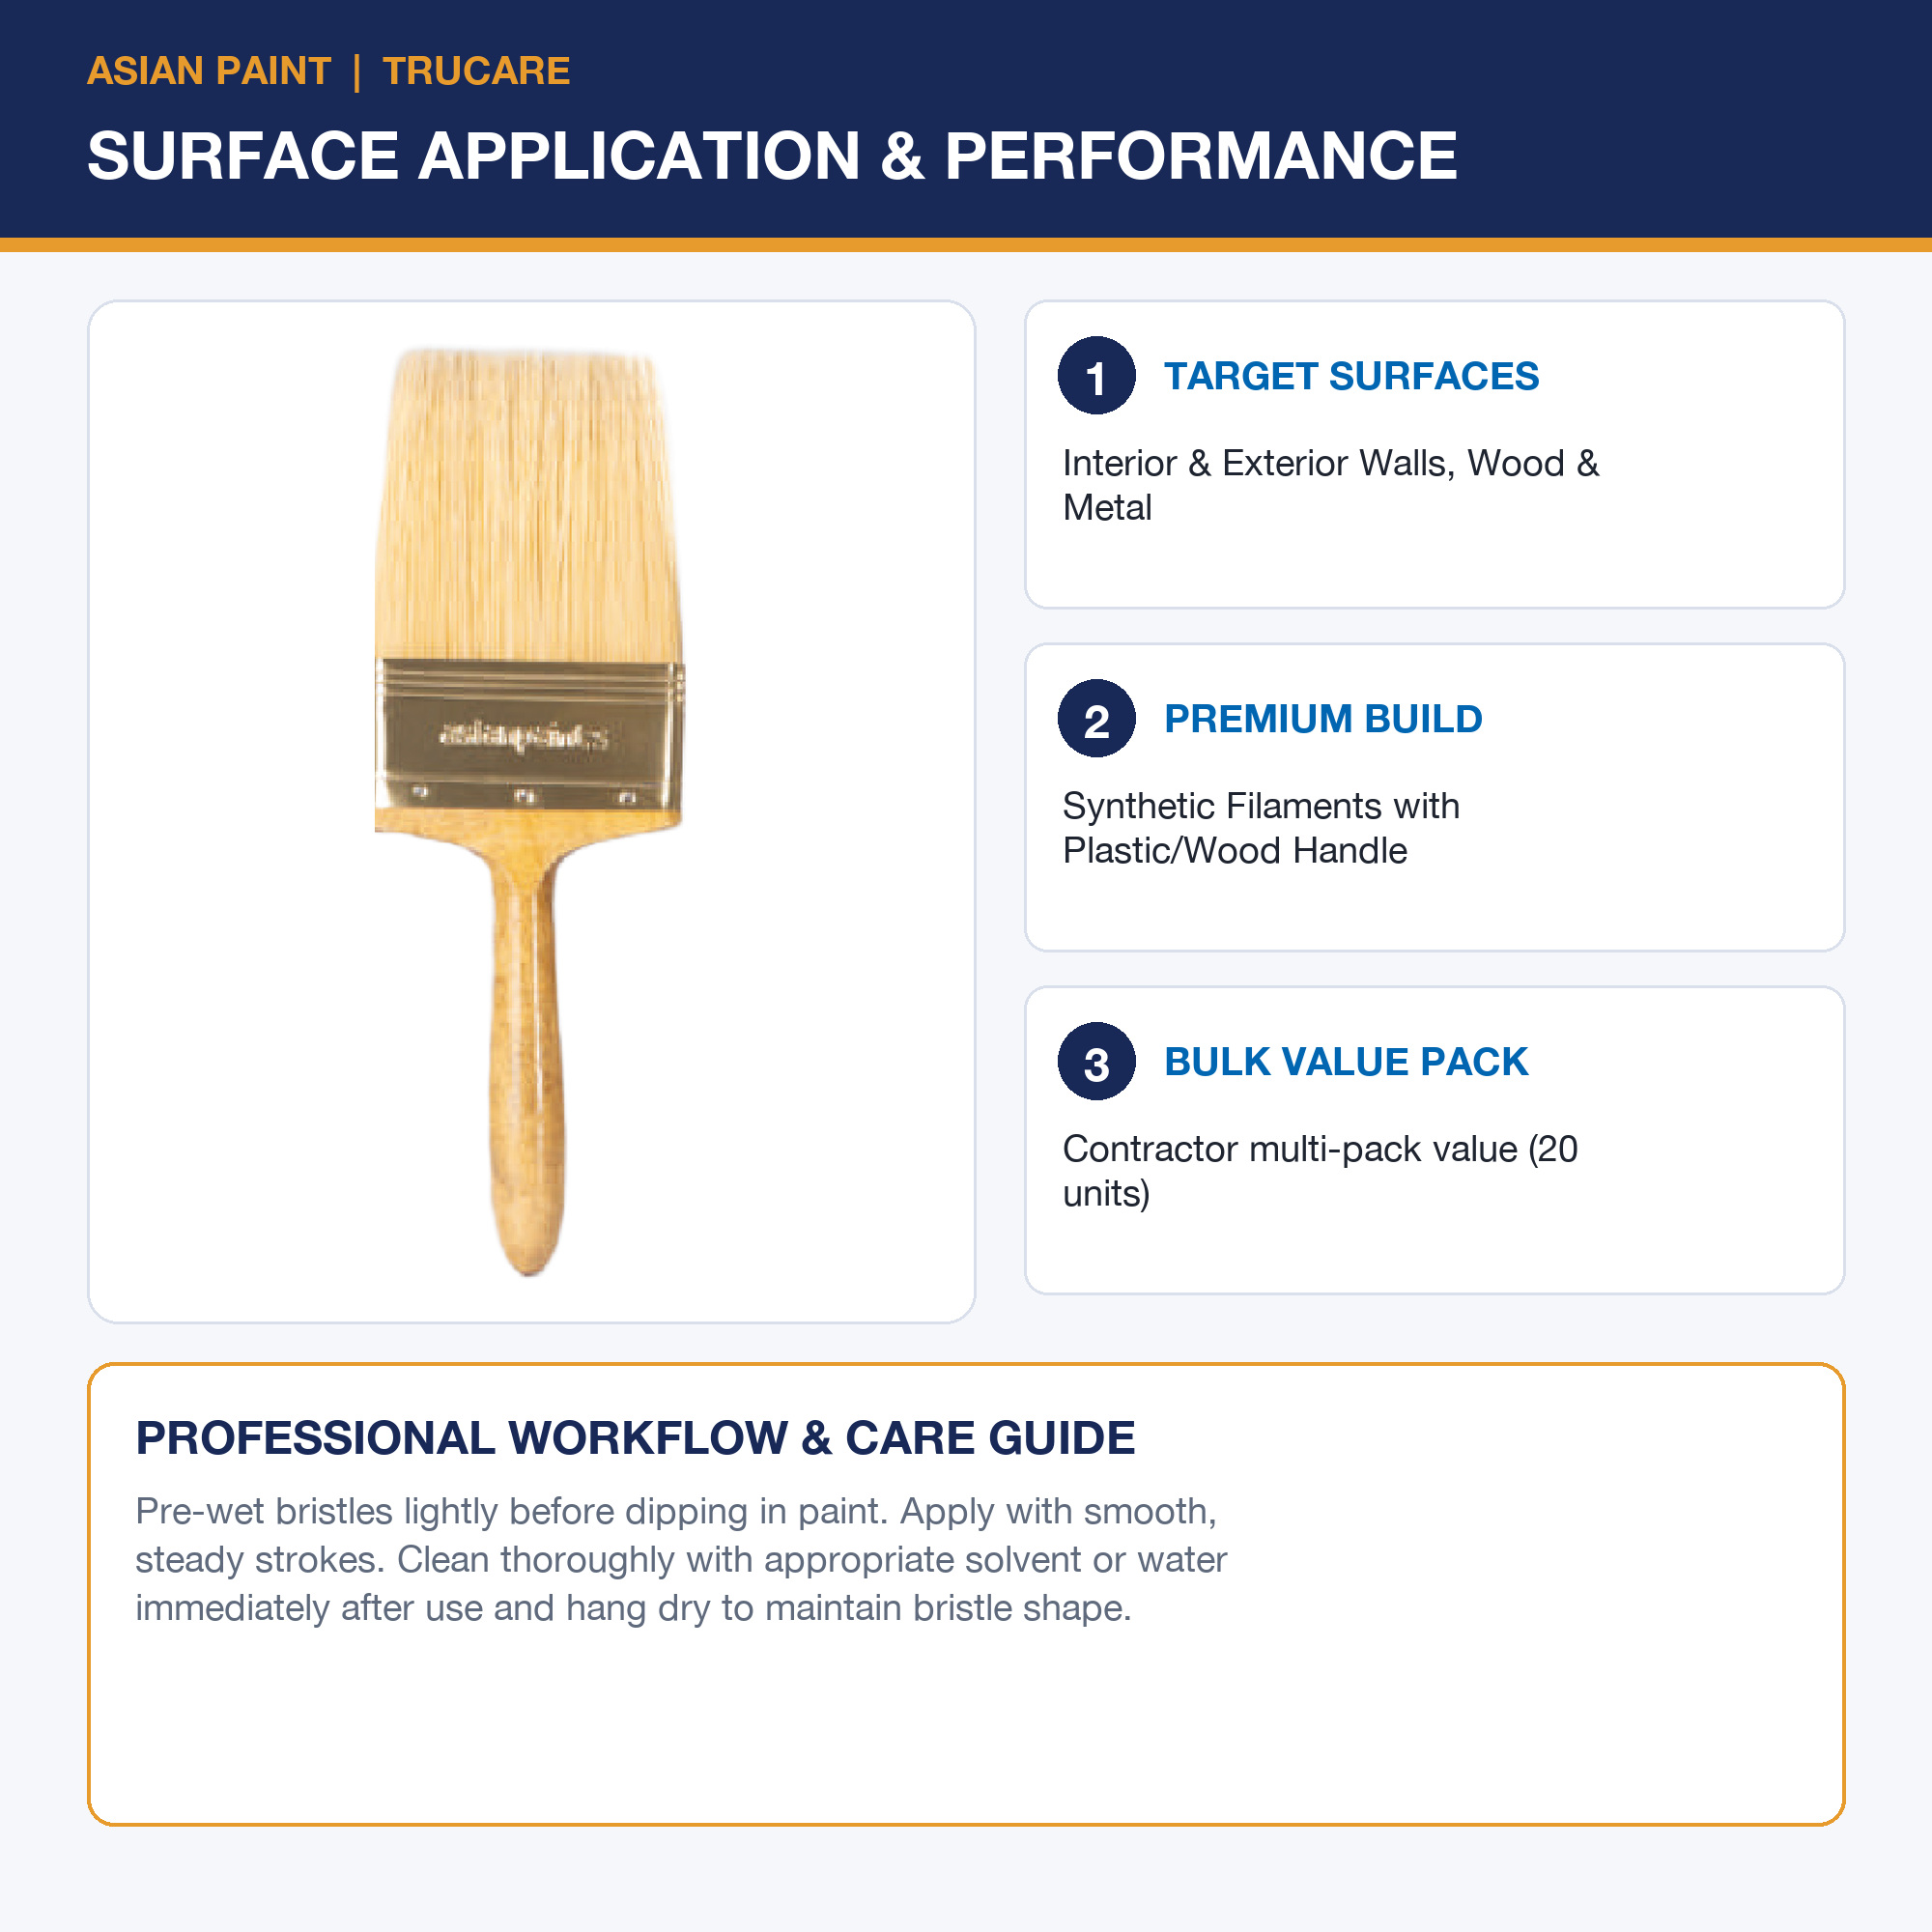 ASIAN PAINT | TRUCARE
SURFACE APPLICATION & PERFORMANCE
asianpaints
1 TARGET SURFACES
Interior & Exterior Walls, Wood &
Metal
2 PREMIUM BUILD
Synthetic Filaments with
Plastic/Wood Handle
3 BULK VALUE PACK
Contractor multi-pack value (20
units)
PROFESSIONAL WORKFLOW & CARE GUIDE
Pre-wet bristles lightly before dipping in paint. Apply with smooth,
steady strokes. Clean thoroughly with appropriate solvent or water
immediately after use and hang dry to maintain bristle shape.